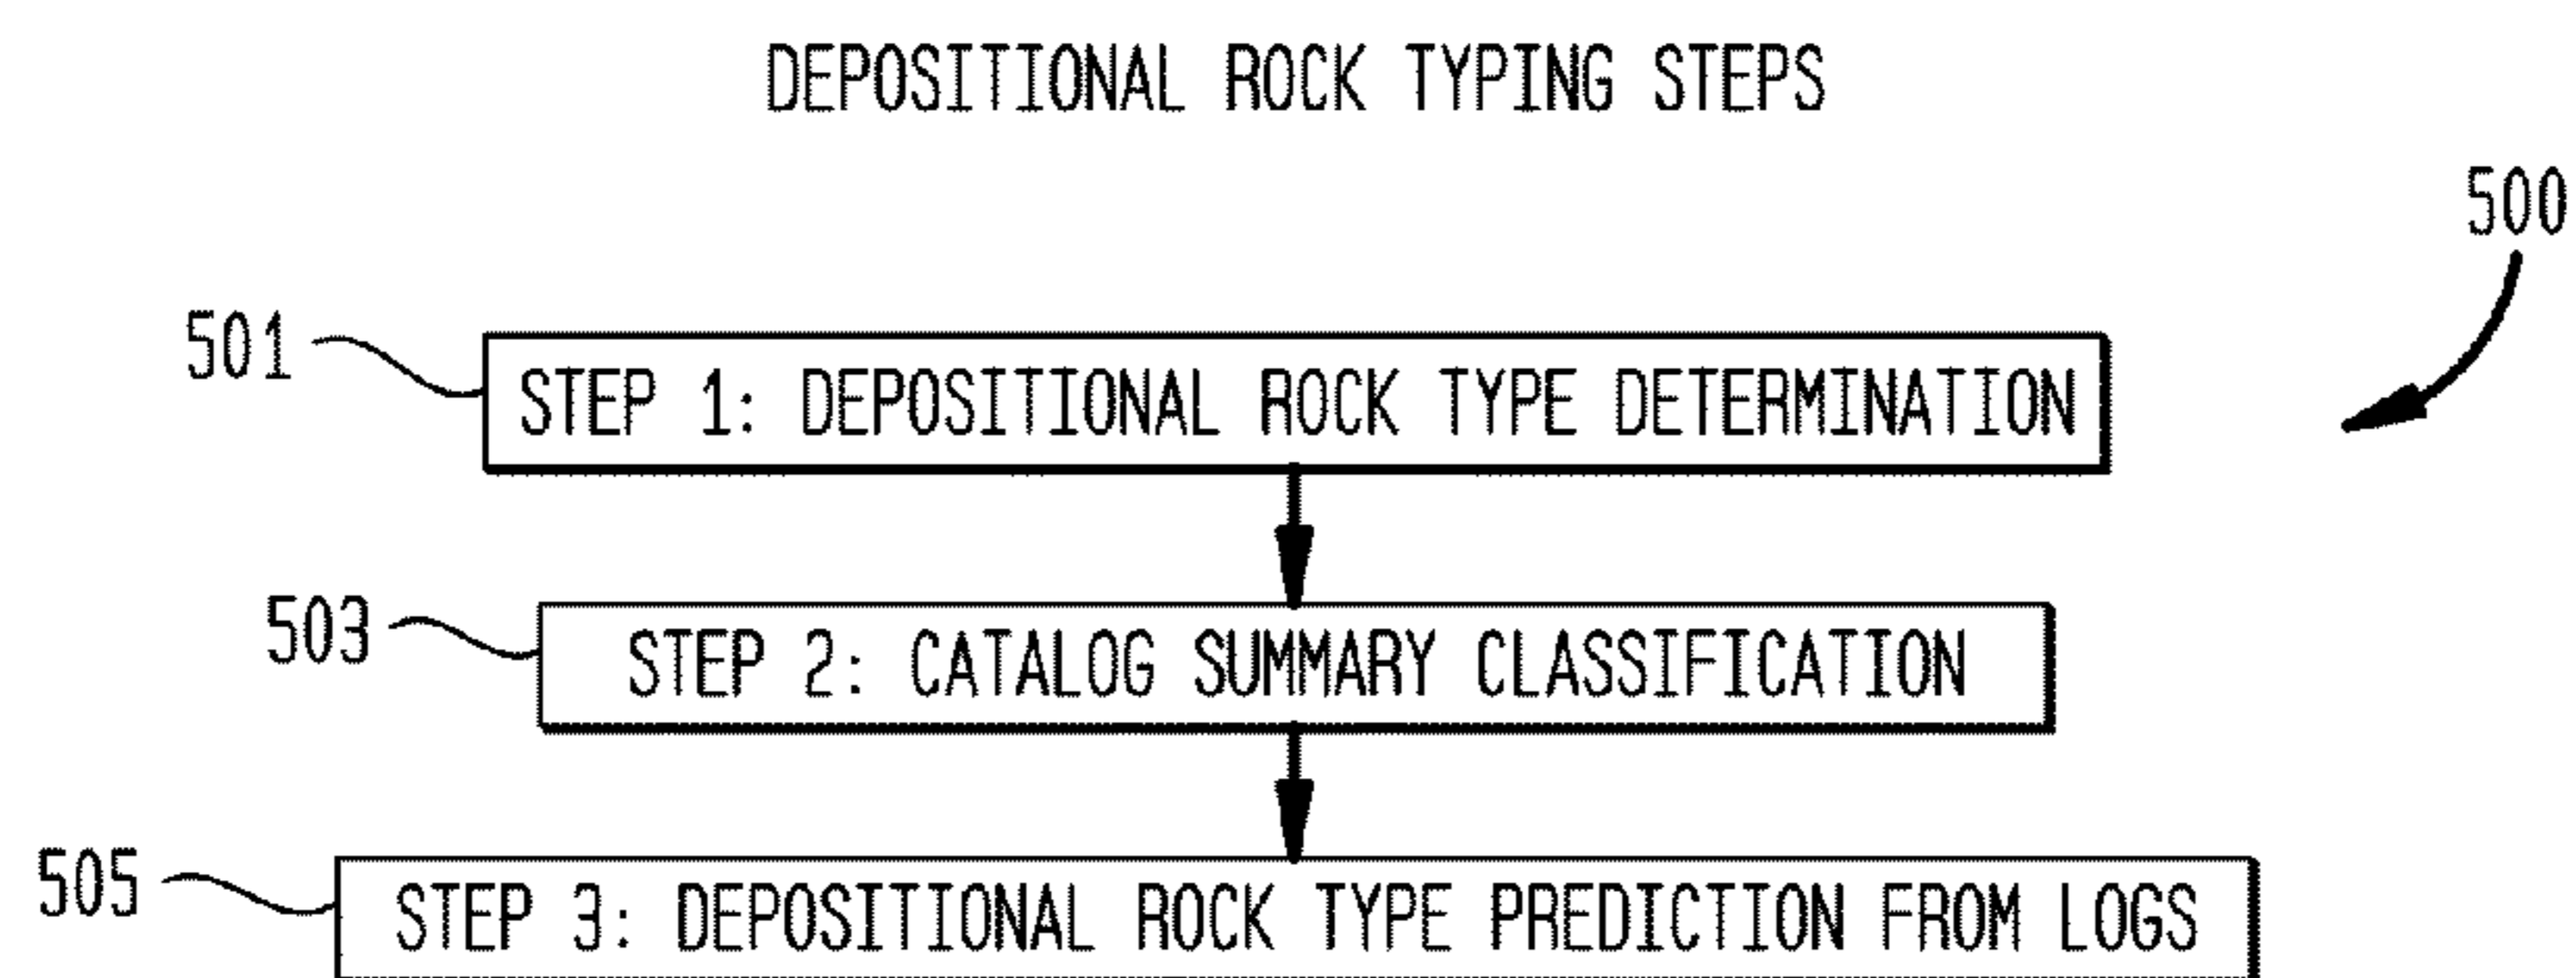 DEPOSITIONAL ROCK TYPING STEPS
500
501
STEP 1: DEPOSITIONAL ROCK TYPE DETERMINATION
503
STEP 2: CATALOG SUMMARY CLASSIFICATION
505
STEP 3: DEPOSITIONAL ROCK TYPE PREDICTION FROM LOGS